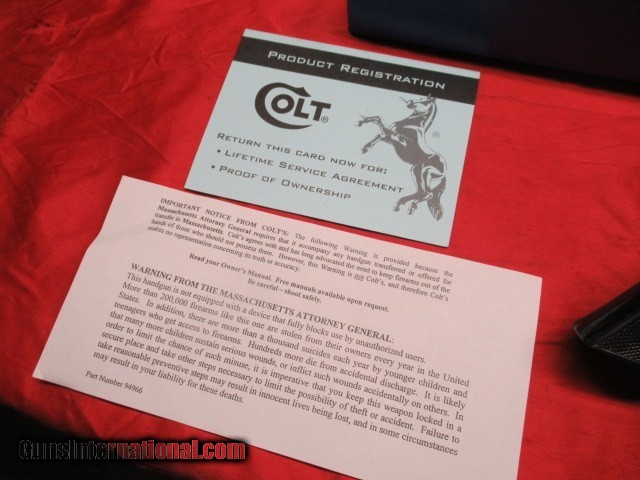 PRODUCT REGISTRATION
COLT®
®
RETURN THIS CARD NOW FOR:
• LIFETIME SERVICE AGREEMENT
• PROOF OF OWNERSHIP
IMPORTANT NOTICE FROM COLT'S: The following Warning is provided because the
Massachusetts Attorney General requires that it accompany any handgun transferred or offered for
transfer in Massachusetts. Colt's agrees with and has long advocated the need to keep firearms out of the
hands of those who should not possess them. However, this Warning is not Colt's, and therefore Colt's
makes no representation concerning its truth or accuracy.
Read your Owner's Manual. Free manuals available upon request.
Be careful – shoot safely.
WARNING FROM THE MASSACHUSETTS ATTORNEY GENERAL:
This handgun is not equipped with a device that fully blocks use by unauthorized users.
More than 200,000 firearms like this one are stolen from their owners every year in the United
States. In addition, there are more than a thousand suicides each year by younger children and
teenagers who get access to firearms. Hundreds more die from accidental discharge. It is likely
that many more children sustain serious wounds, or inflict such wounds accidentally on others. In
order to limit the chance of such misuse, it is imperative that you keep this weapon locked in a
secure place and take other steps necessary to limit the possibility of theft or accident. Failure to
take reasonable preventive steps may result in innocent lives being lost, and in some circumstances
may result in your liability for these deaths.
Part Number 94966
GunsInternational.com